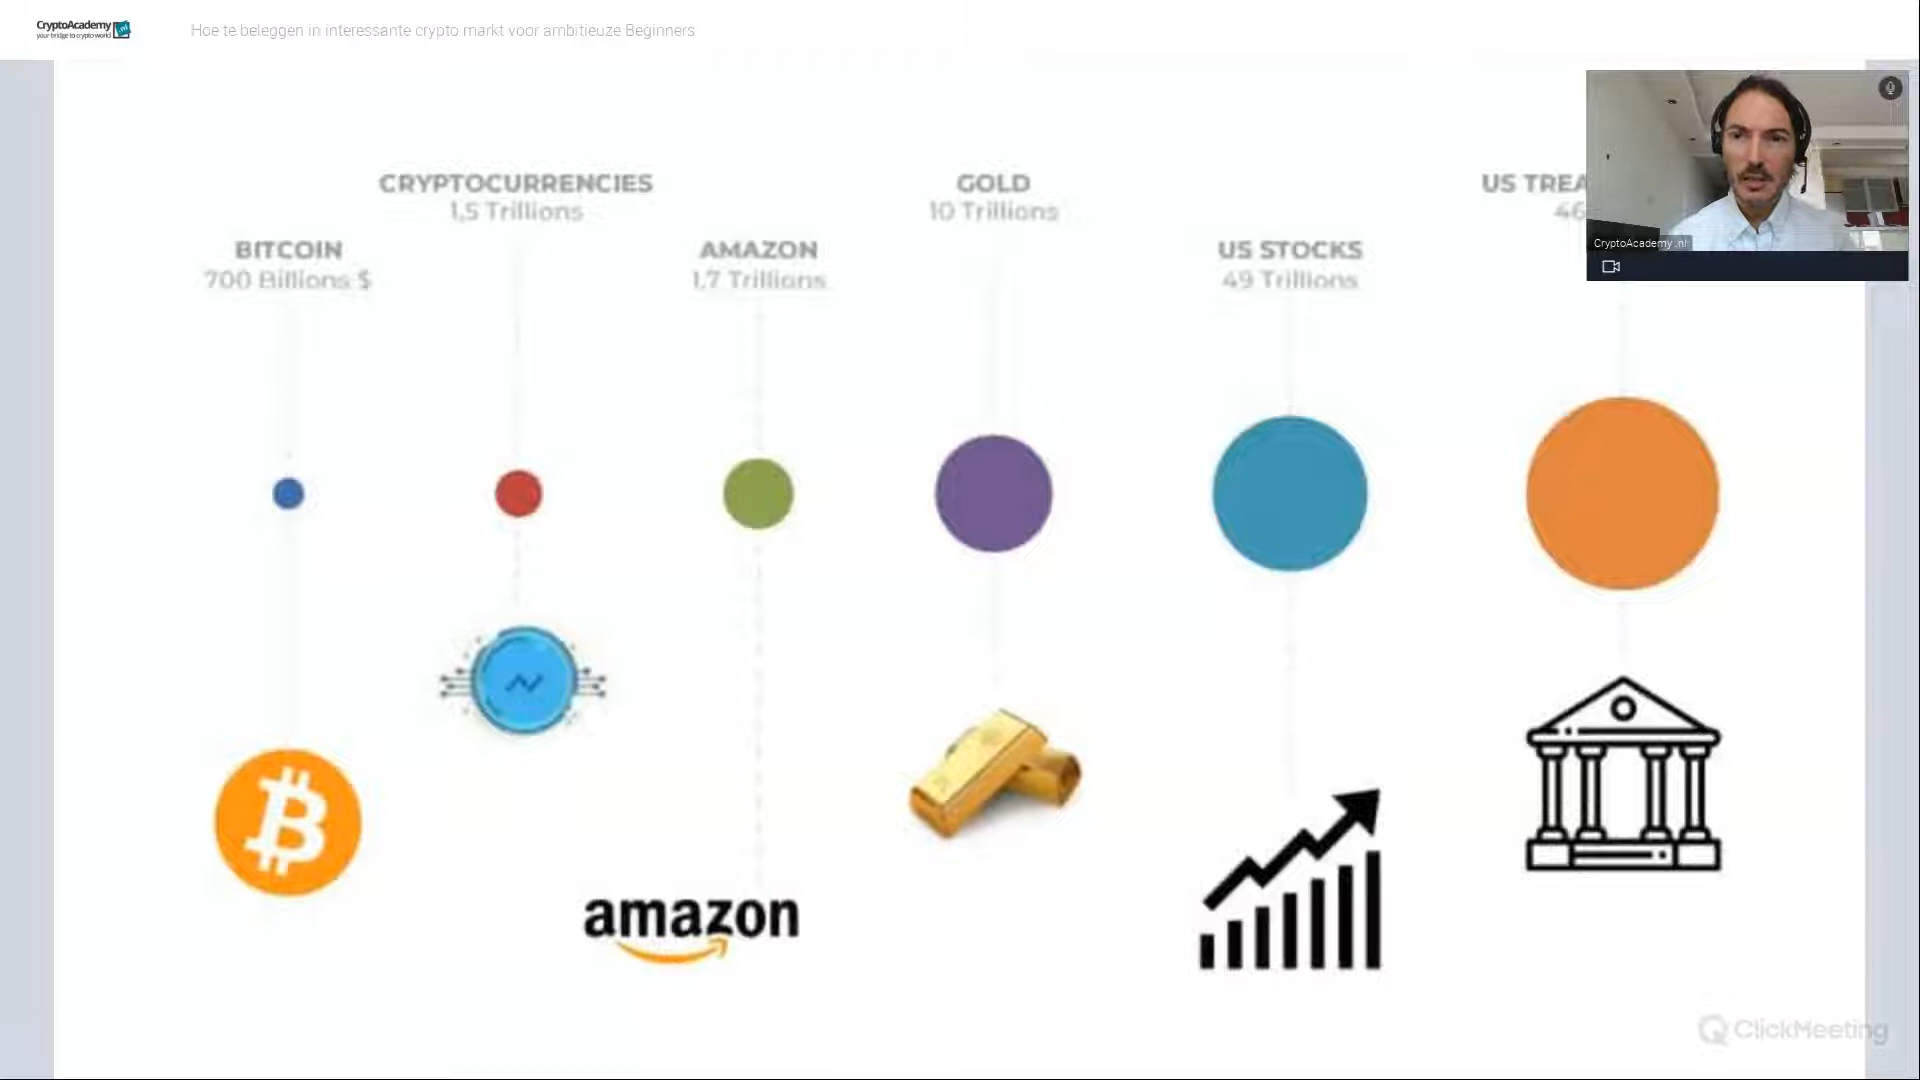 CryptoAcademy
your bridge to crypto world
.nl
Hoe te beleggen in interessante crypto markt voor ambitieuze Beginners
CRYPTOCURRENCIES
1,5 Trillions
GOLD
10 Trillions
US TREA
46
BITCOIN
700 Billions $
AMAZON
1,7 Trillions
US STOCKS
49 Trillions
CryptoAcademy .nl
amazon
ClickMeeting